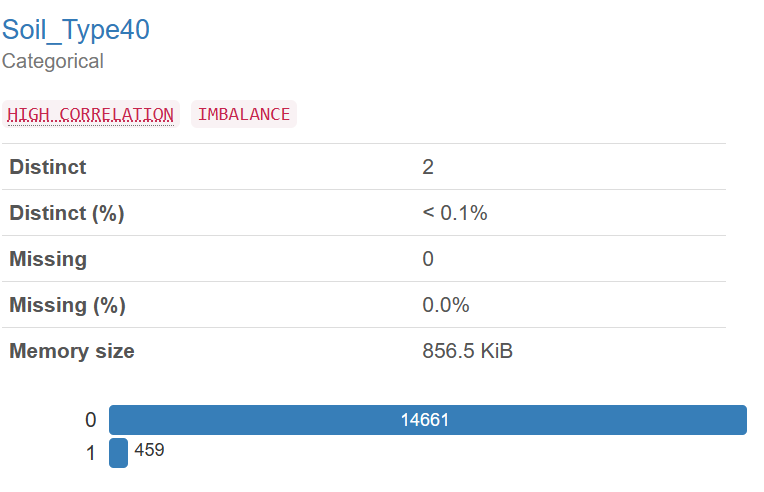 Soil_Type40
Categorical
HIGH CORRELATION IMBALANCE
Distinct 2
Distinct (%) < 0.1%
Missing 0
Missing (%) 0.0%
Memory size 856.5 KiB
0 14661
1 459